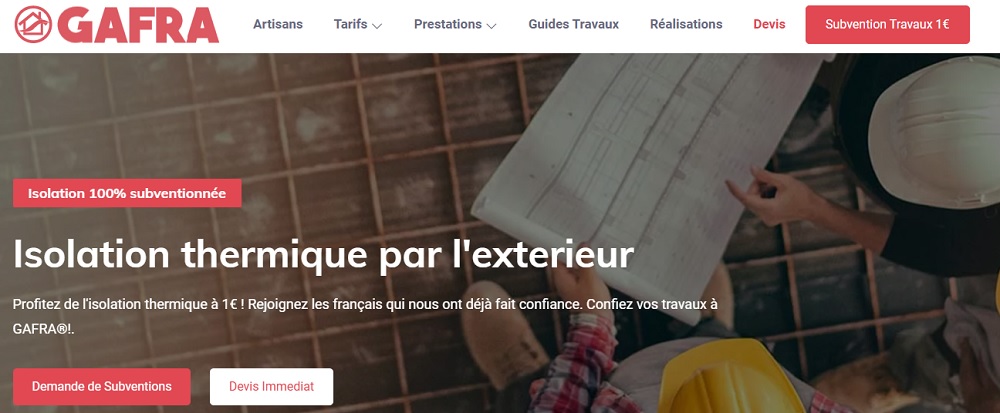 GAFRA
Artisans
Tarifs
Prestations
Guides Travaux
Réalisations
Devis
Subvention Travaux 1€
Isolation 100% subventionnée
Isolation thermique par l'exterieur
Profitez de l'isolation thermique à 1€ ! Rejoignez les français qui nous ont déjà fait confiance. Confiez vos travaux à
GAFRA®!.
Demande de Subventions
Devis Immediat